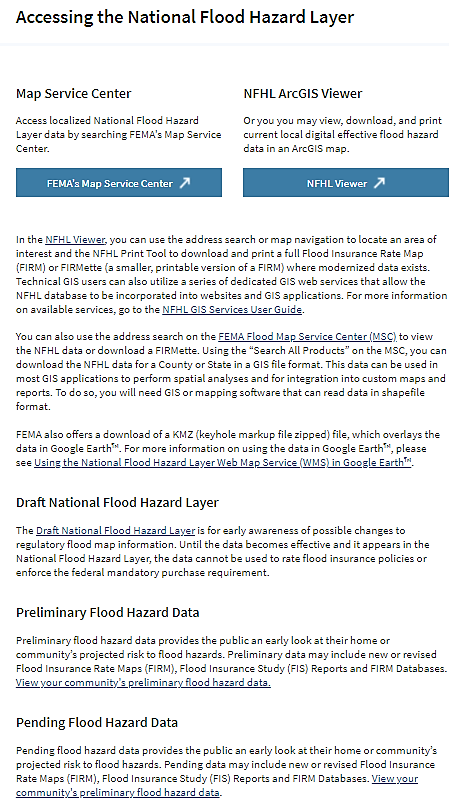 Accessing the National Flood Hazard Layer
Map Service Center
Access localized National Flood Hazard
Layer data by searching FEMA's Map Service
Center.
FEMA's Map Service Center
NFHL ArcGIS Viewer
Or you you may view, download, and print
current local digital effective flood hazard
data in an ArcGIS map.
NFHL Viewer
In the NFHL Viewer, you can use the address search or map navigation to locate an area of
interest and the NFHL Print Tool to download and print a full Flood Insurance Rate Map
(FIRM) or FIRMette (a smaller, printable version of a FIRM) where modernized data exists.
Technical GIS users can also utilize a series of dedicated GIS web services that allow the
NFHL database to be incorporated into websites and GIS applications. For more information
on available services, go to the NFHL GIS Services User Guide.
You can also use the address search on the FEMA Flood Map Service Center (MSC) to view
the NFHL data or download a FIRMette. Using the “Search All Products” on the MSC, you can
download the NFHL data for a County or State in a GIS file format. This data can be used in
most GIS applications to perform spatial analyses and for integration into custom maps and
reports. To do so, you will need GIS or mapping software that can read data in shapefile
format.
FEMA also offers a download of a KMZ (keyhole markup file zipped) file, which overlays the
data in Google Earth™. For more information on using the data in Google Earth™, please
see Using the National Flood Hazard Layer Web Map Service (WMS) in Google Earth™.
Draft National Flood Hazard Layer
The Draft National Flood Hazard Layer is for early awareness of possible changes to
regulatory flood map information. Until the data becomes effective and it appears in the
National Flood Hazard Layer, the data cannot be used to rate flood insurance policies or
enforce the federal mandatory purchase requirement.
Preliminary Flood Hazard Data
Preliminary flood hazard data provides the public an early look at their home or
community's projected risk to flood hazards. Preliminary data may include new or revised
Flood Insurance Rate Maps (FIRM), Flood Insurance Study (FIS) Reports and FIRM Databases.
View your community's preliminary flood hazard data.
Pending Flood Hazard Data
Pending flood hazard data provides the public an early look at their home or community's
projected risk to flood hazards. Pending data may include new or revised Flood Insurance
Rate Maps (FIRM), Flood Insurance Study (FIS) Reports and FIRM Databases. View your
community's preliminary flood hazard data.